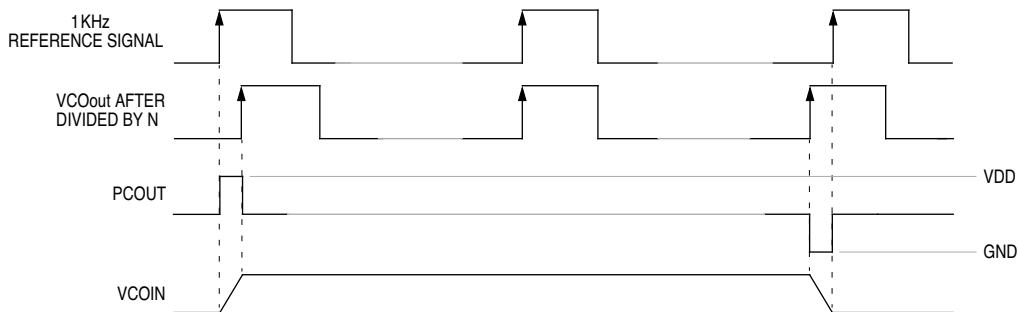 1KHz
REFERENCE SIGNAL
VCOout AFTER
DIVIDED BY N
VDD
PCOUT
GND
VCOIN